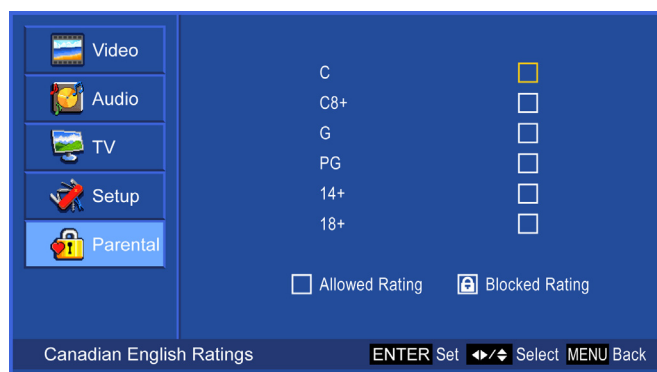 Video
Audio
TV
Setup
Parental
C
C8+
G
PG
14+
18+
Allowed Rating Blocked Rating
Canadian English Ratings ENTER Set ◂▸/⬍ Select MENU Back